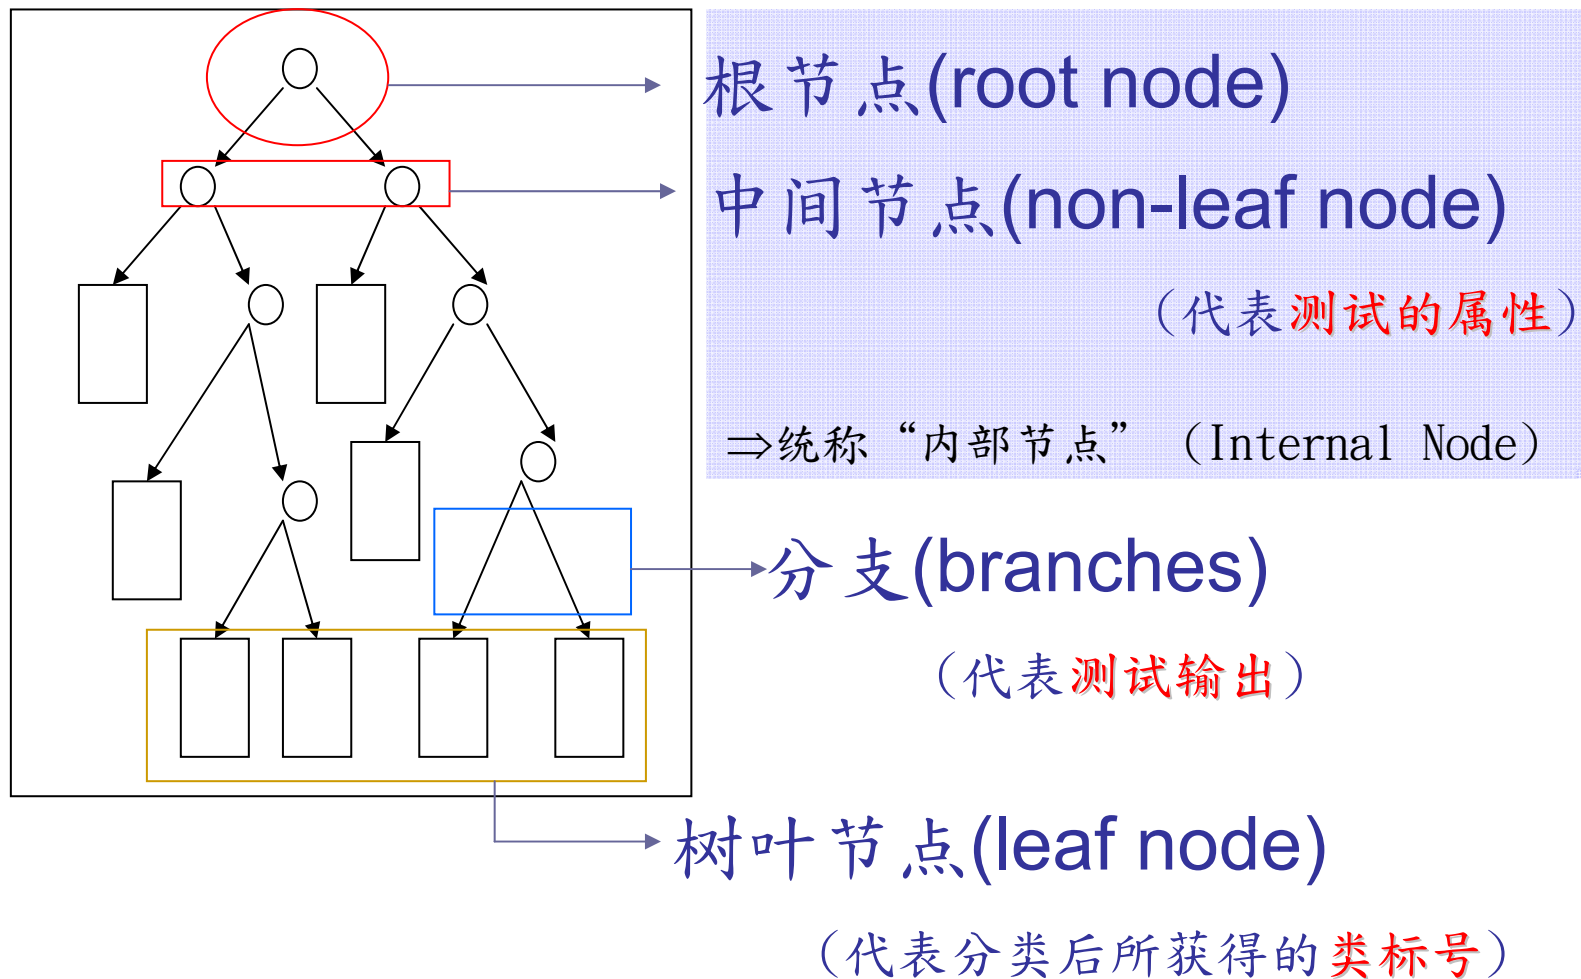 根节点(root node)
中间节点(non-leaf node)
（代表测试的属性）
⇒统称“内部节点”（Internal Node）
分支(branches)
（代表测试输出）
树叶节点(leaf node)
（代表分类后所获得的类标号）